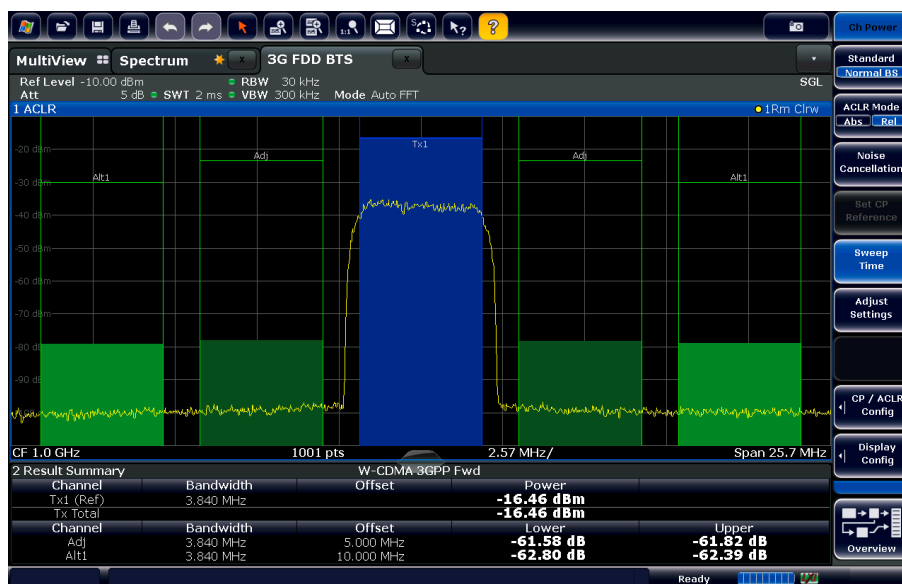 Ch Power
MultiView Spectrum x 3G FDD BTS x
Ref Level -10.00 dBm RBW 30 kHz SGL
Att 5 dB SWT 2 ms VBW 300 kHz Mode Auto FFT
1 ACLR 1Rm Clrw
Tx1
-20 dBm
Adj Adj
Alt1 Alt1
-30 dBm
-40 dBm
-50 dBm
-60 dBm
-70 dBm
-80 dBm
-90 dB
CF 1.0 GHz 1001 pts 2.57 MHz/ Span 25.7 MHz
2 Result Summary W-CDMA 3GPP Fwd
Channel Bandwidth Offset Power
Tx1 (Ref) 3.840 MHz -16.46 dBm
Tx Total -16.46 dBm
Channel Bandwidth Offset Lower Upper
Adj 3.840 MHz 5.000 MHz -61.58 dB -61.82 dB
Alt1 3.840 MHz 10.000 MHz -62.80 dB -62.39 dB
Ready
Standard
Normal BS
ACLR Mode
Abs Rel
Noise
Cancellation
Set CP
Reference
Sweep
Time
Adjust
Settings
CP / ACLR
Config
Display
Config
Overview
1:1
S
?
?